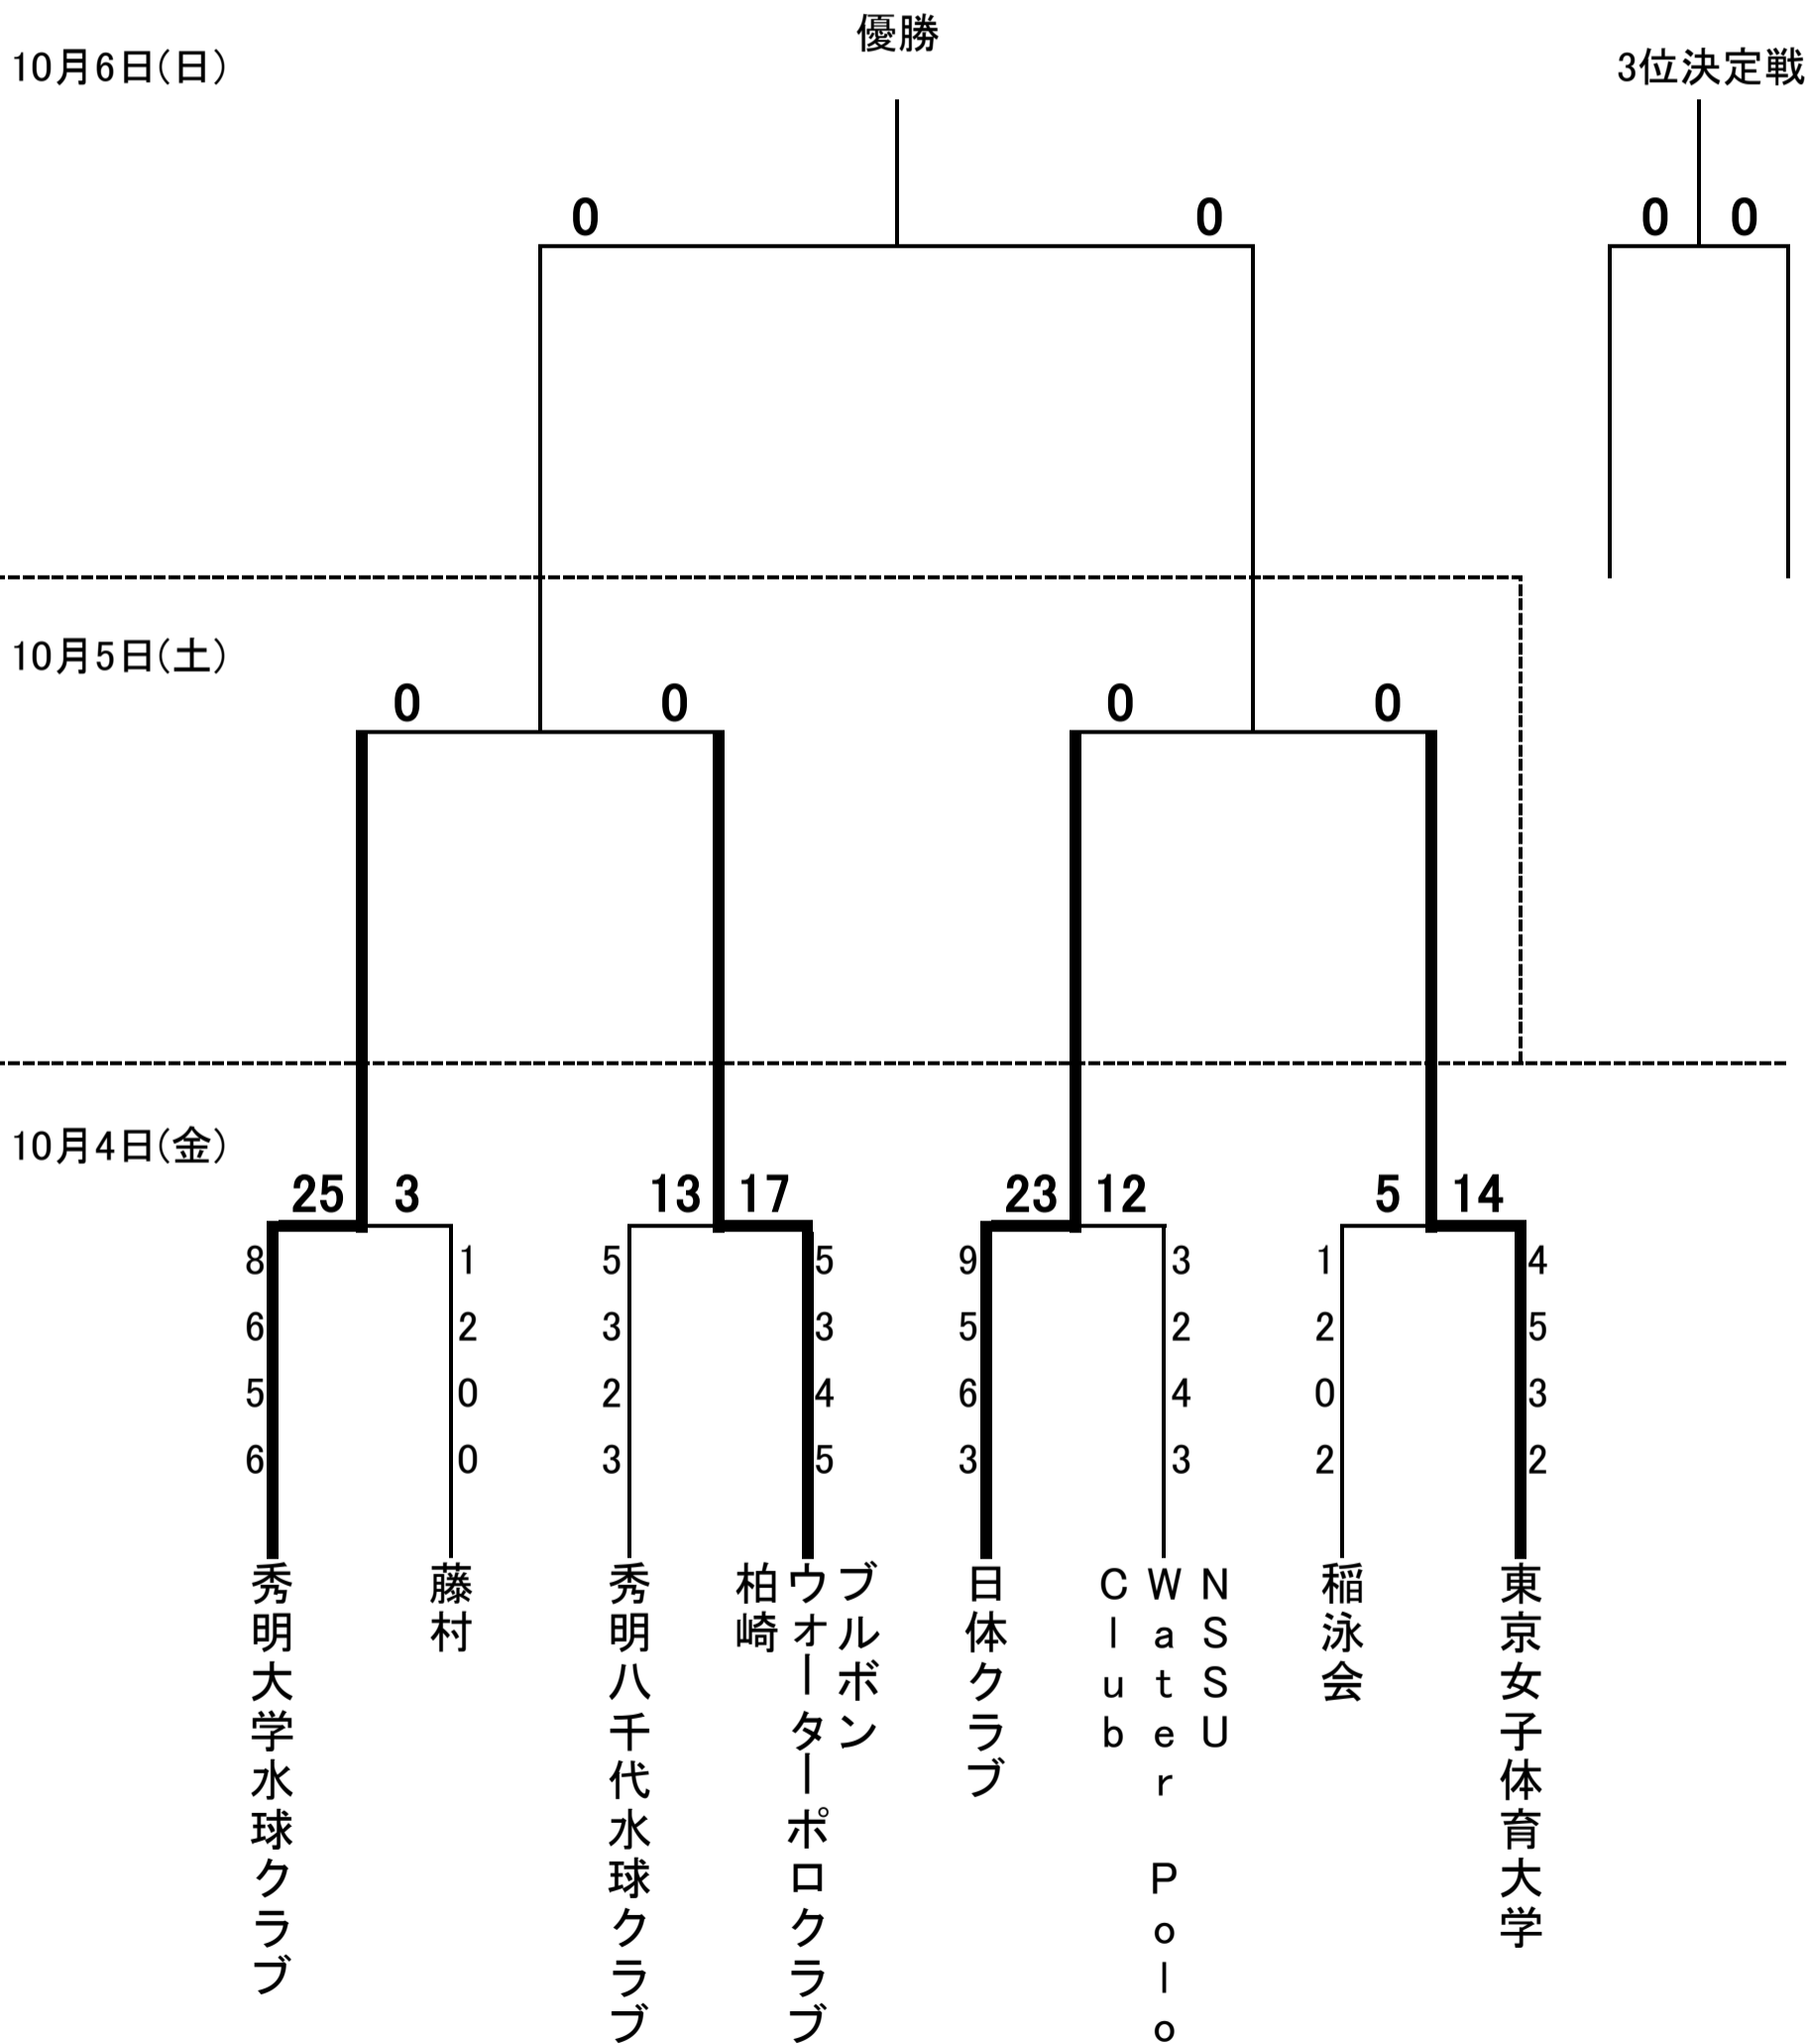 優勝
10月6日(日)
3位決定戦
0 0
0 0
10月5日(土)
0 0
0 0
10月4日(金)
25 3
13 17
23 12
5 14
8 1 5 5 9 3 1 4
6 2 3 3 5 2 2 5
5 0 2 4 6 4 0 3
6 0 3 5 3 3 2 2
秀明大学水球クラブ
藤村
秀明八千代水球クラブ
ブルボン
ウォーターポロクラブ
柏崎
日体クラブ
NSSU
Water Polo
Club
稲泳会
東京女子体育大学